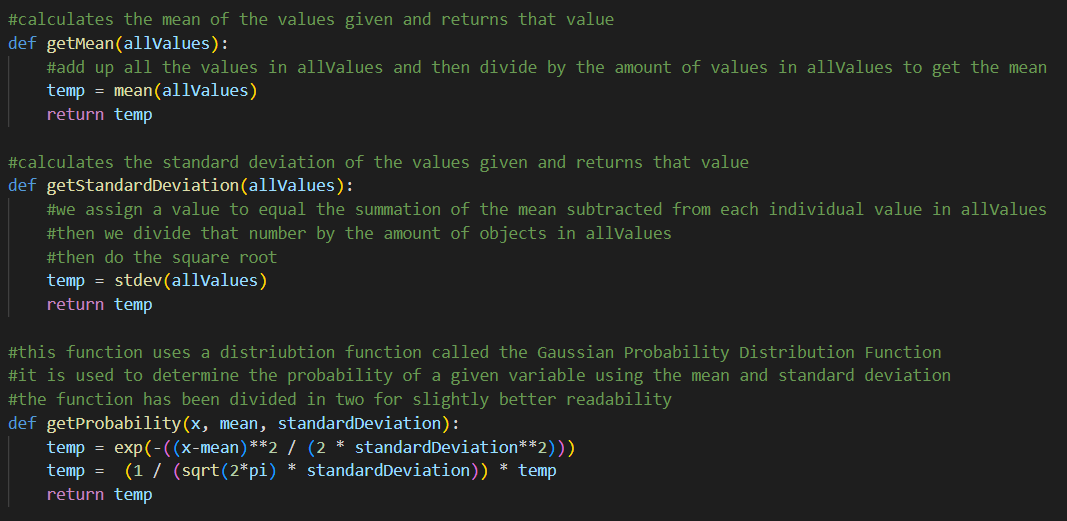 #calculates the mean of the values given and returns that value
def getMean(allValues):
    #add up all the values in allValues and then divide by the amount of values in allValues to get the mean
    temp = mean(allValues)
    return temp

#calculates the standard deviation of the values given and returns that value
def getStandardDeviation(allValues):
    #we assign a value to equal the summation of the mean subtracted from each individual value in allValues
    #then we divide that number by the amount of objects in allValues
    #then do the square root
    temp = stdev(allValues)
    return temp

#this function uses a distriubtion function called the Gaussian Probability Distribution Function
#it is used to determine the probability of a given variable using the mean and standard deviation
#the function has been divided in two for slightly better readability
def getProbability(x, mean, standardDeviation):
    temp = exp(-((x-mean)**2 / (2 * standardDeviation**2)))
    temp =  (1 / (sqrt(2*pi) * standardDeviation)) * temp
    return temp